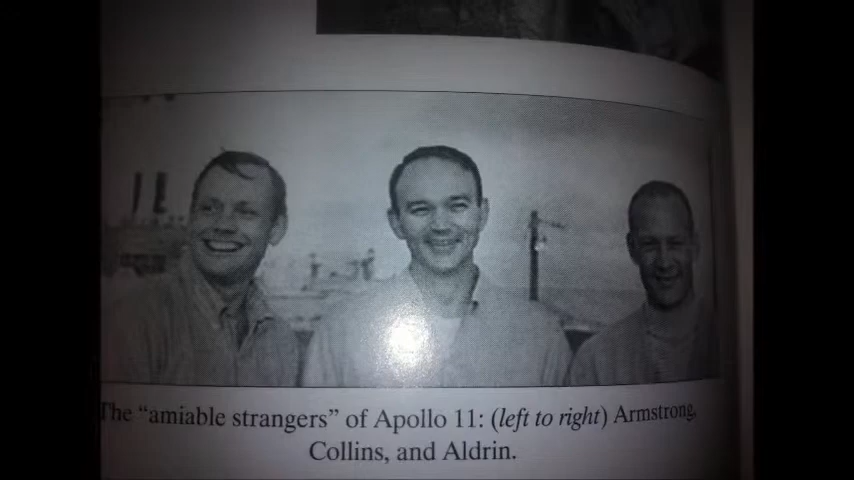 The “amiable strangers” of Apollo 11: (left to right) Armstrong,
Collins, and Aldrin.